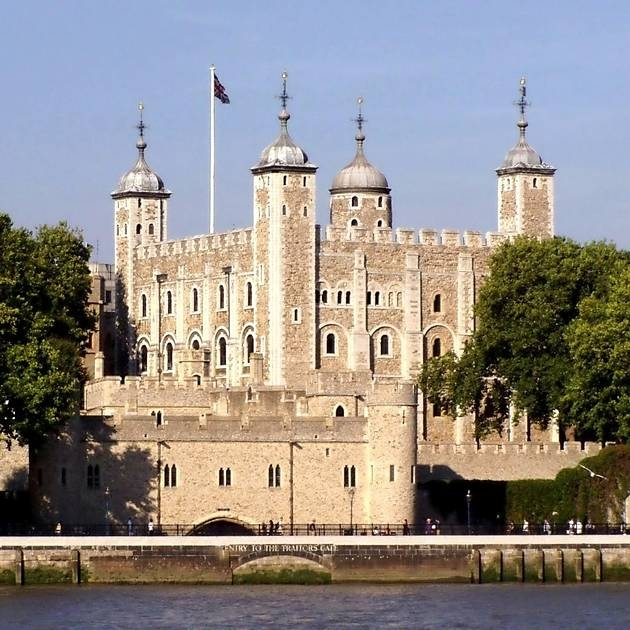 ENTRY TO THE TRAITORS GATE